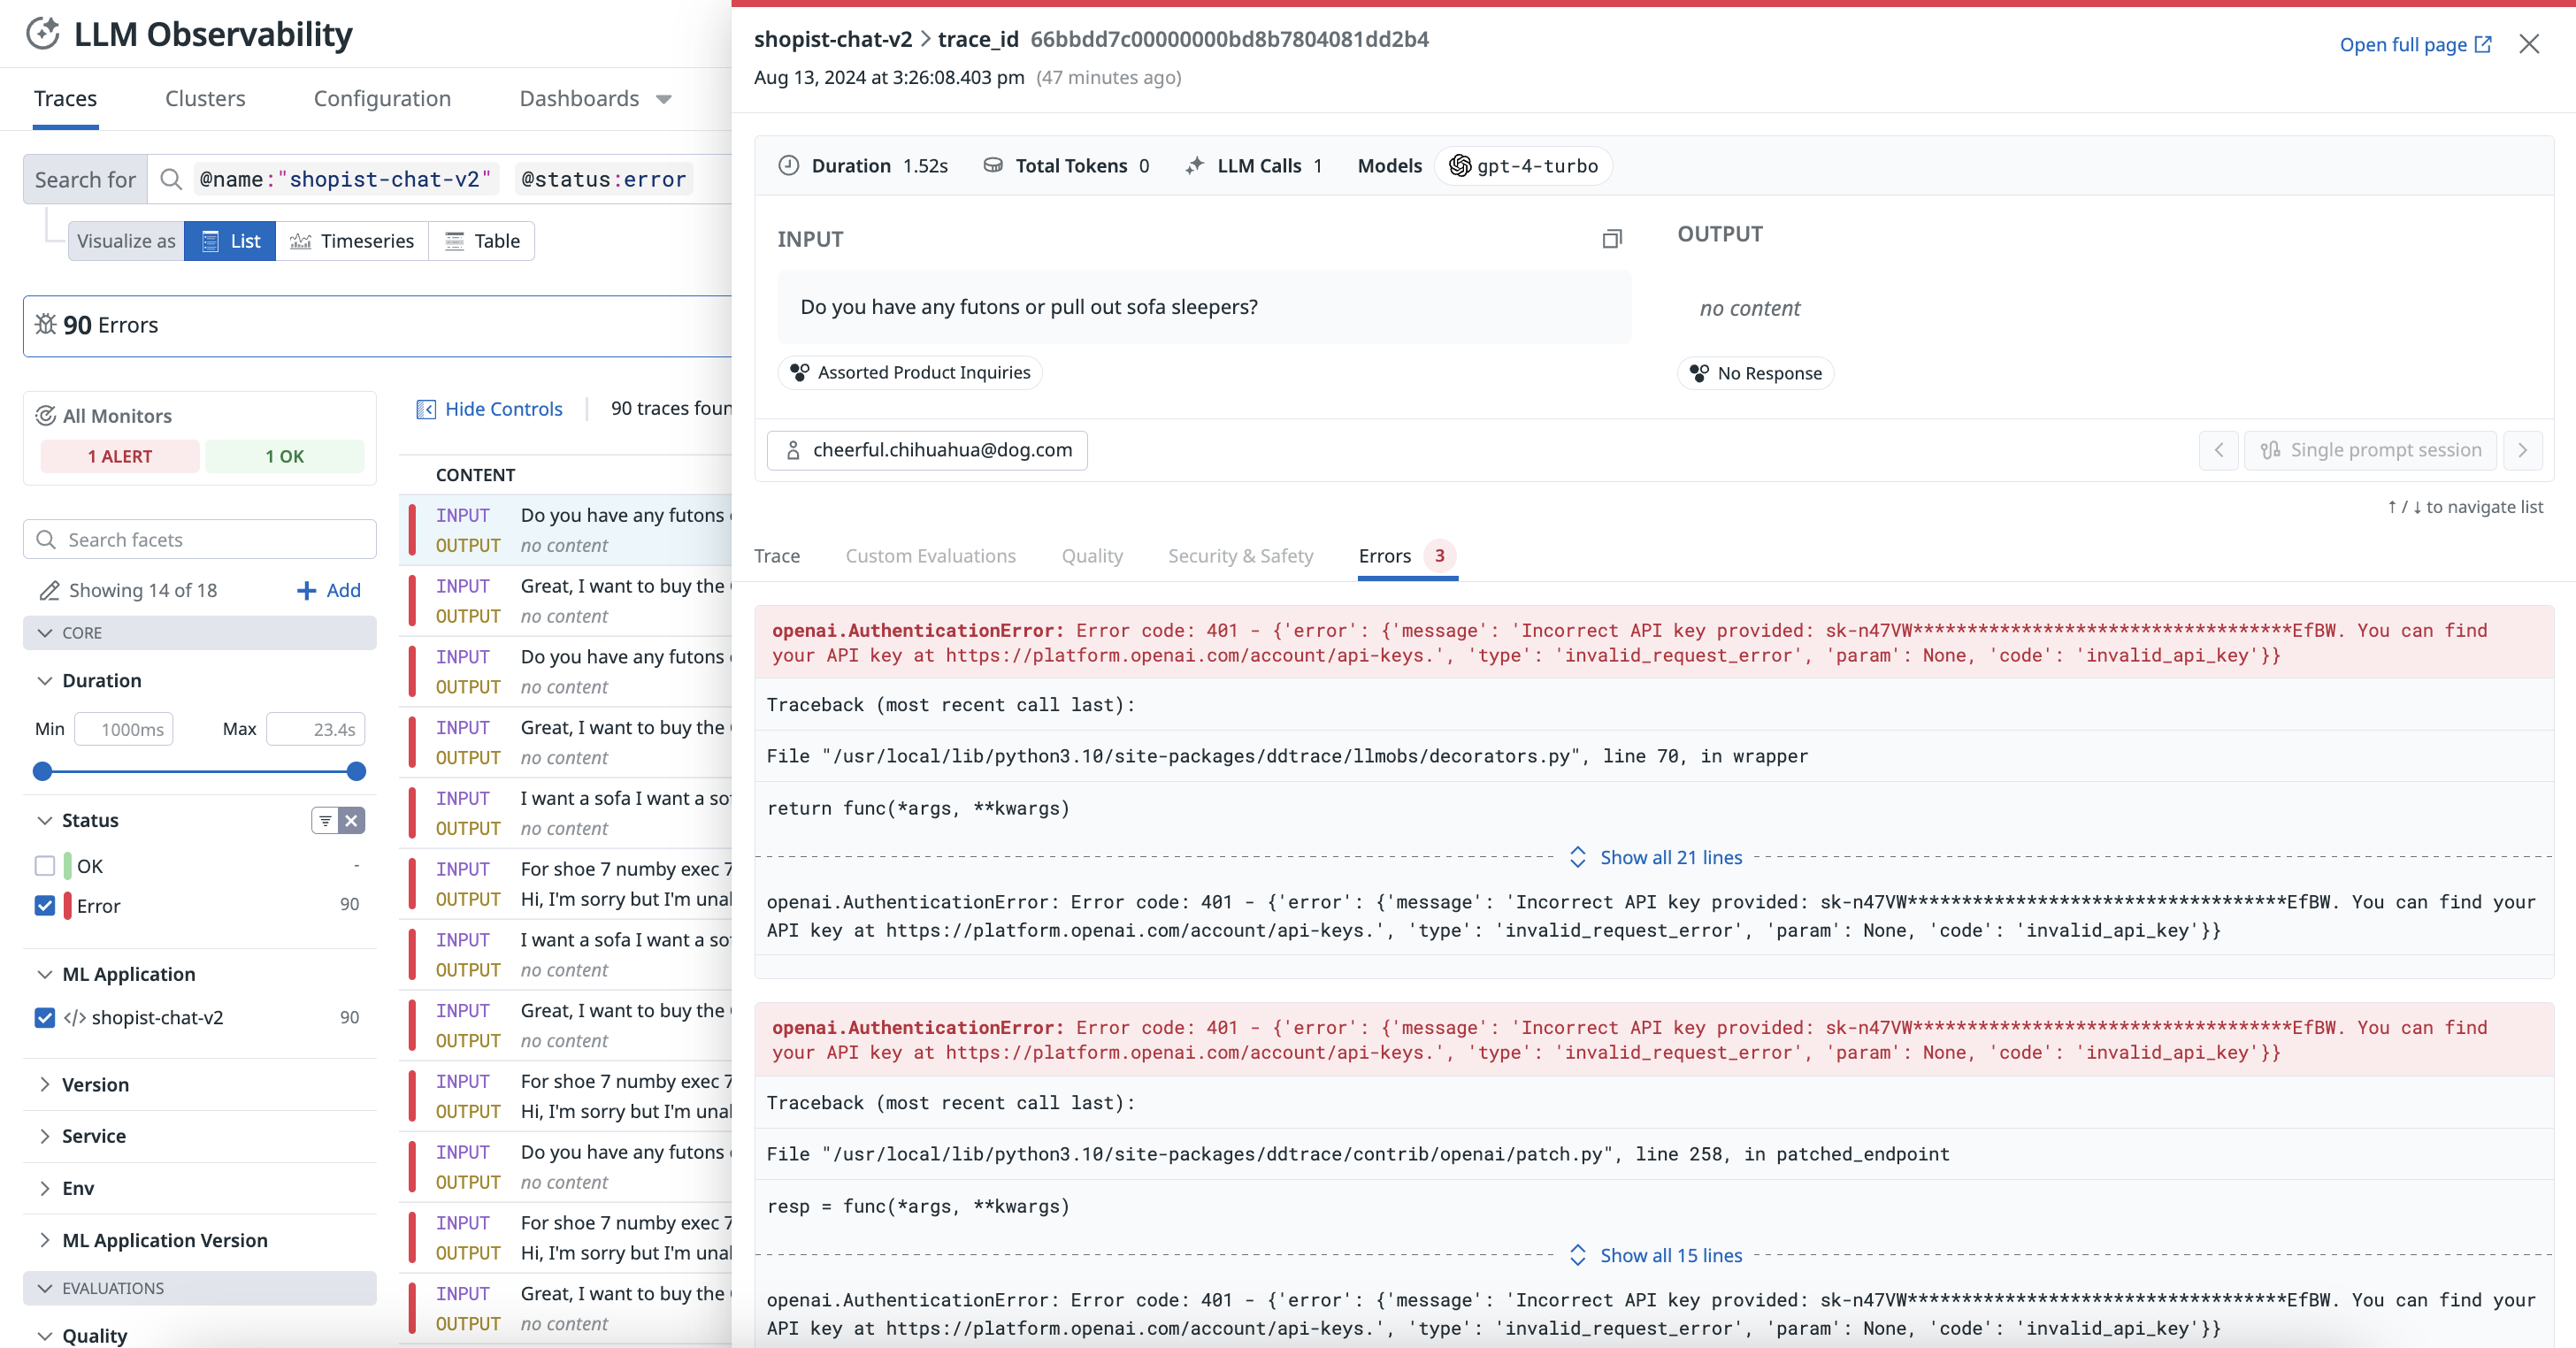 LLM Observability
Traces Clusters Configuration Dashboards
Search for @name:"shopist-chat-v2" @status:error
Visualize as List Timeseries Table
90 Errors
All Monitors
1 ALERT 1 OK
Search facets
Showing 14 of 18 Add
CORE
Duration
Min 1000ms Max 23.4s
Status
OK -
Error 90
ML Application
</> shopist-chat-v2 90
Version
Service
Env
ML Application Version
EVALUATIONS
Quality
Hide Controls 90 traces foun
CONTENT
INPUT Do you have any futons
OUTPUT no content
INPUT Great, I want to buy the
OUTPUT no content
INPUT Do you have any futons
OUTPUT no content
INPUT Great, I want to buy the
OUTPUT no content
INPUT I want a sofa I want a so
OUTPUT no content
INPUT For shoe 7 numby exec 7
OUTPUT Hi, I'm sorry but I'm unal
INPUT I want a sofa I want a so
OUTPUT no content
INPUT Great, I want to buy the
OUTPUT no content
INPUT For shoe 7 numby exec 7
OUTPUT Hi, I'm sorry but I'm unal
INPUT Do you have any futons
OUTPUT no content
INPUT For shoe 7 numby exec 7
OUTPUT Hi, I'm sorry but I'm unal
INPUT Great, I want to buy the
OUTPUT no content
shopist-chat-v2 > trace_id 66bbdd7c00000000bd8b7804081dd2b4
Open full page
Aug 13, 2024 at 3:26:08.403 pm (47 minutes ago)
Duration 1.52s Total Tokens 0 LLM Calls 1 Models gpt-4-turbo
INPUT
Do you have any futons or pull out sofa sleepers?
Assorted Product Inquiries
OUTPUT
no content
No Response
cheerful.chihuahua@dog.com
Single prompt session
↑ / ↓ to navigate list
Trace Custom Evaluations Quality Security & Safety Errors 3
openai.AuthenticationError: Error code: 401 - {'error': {'message': 'Incorrect API key provided: sk-n47VW***********************************EfBW. You can find
your API key at https://platform.openai.com/account/api-keys.', 'type': 'invalid_request_error', 'param': None, 'code': 'invalid_api_key'}}
Traceback (most recent call last):
File "/usr/local/lib/python3.10/site-packages/ddtrace/llmobs/decorators.py", line 70, in wrapper
return func(*args, **kwargs)
Show all 21 lines
openai.AuthenticationError: Error code: 401 - {'error': {'message': 'Incorrect API key provided: sk-n47VW***********************************EfBW. You can find your
API key at https://platform.openai.com/account/api-keys.', 'type': 'invalid_request_error', 'param': None, 'code': 'invalid_api_key'}}
openai.AuthenticationError: Error code: 401 - {'error': {'message': 'Incorrect API key provided: sk-n47VW***********************************EfBW. You can find
your API key at https://platform.openai.com/account/api-keys.', 'type': 'invalid_request_error', 'param': None, 'code': 'invalid_api_key'}}
Traceback (most recent call last):
File "/usr/local/lib/python3.10/site-packages/ddtrace/contrib/openai/patch.py", line 258, in patched_endpoint
resp = func(*args, **kwargs)
Show all 15 lines
openai.AuthenticationError: Error code: 401 - {'error': {'message': 'Incorrect API key provided: sk-n47VW***********************************EfBW. You can find your
API key at https://platform.openai.com/account/api-keys.', 'type': 'invalid_request_error', 'param': None, 'code': 'invalid_api_key'}}